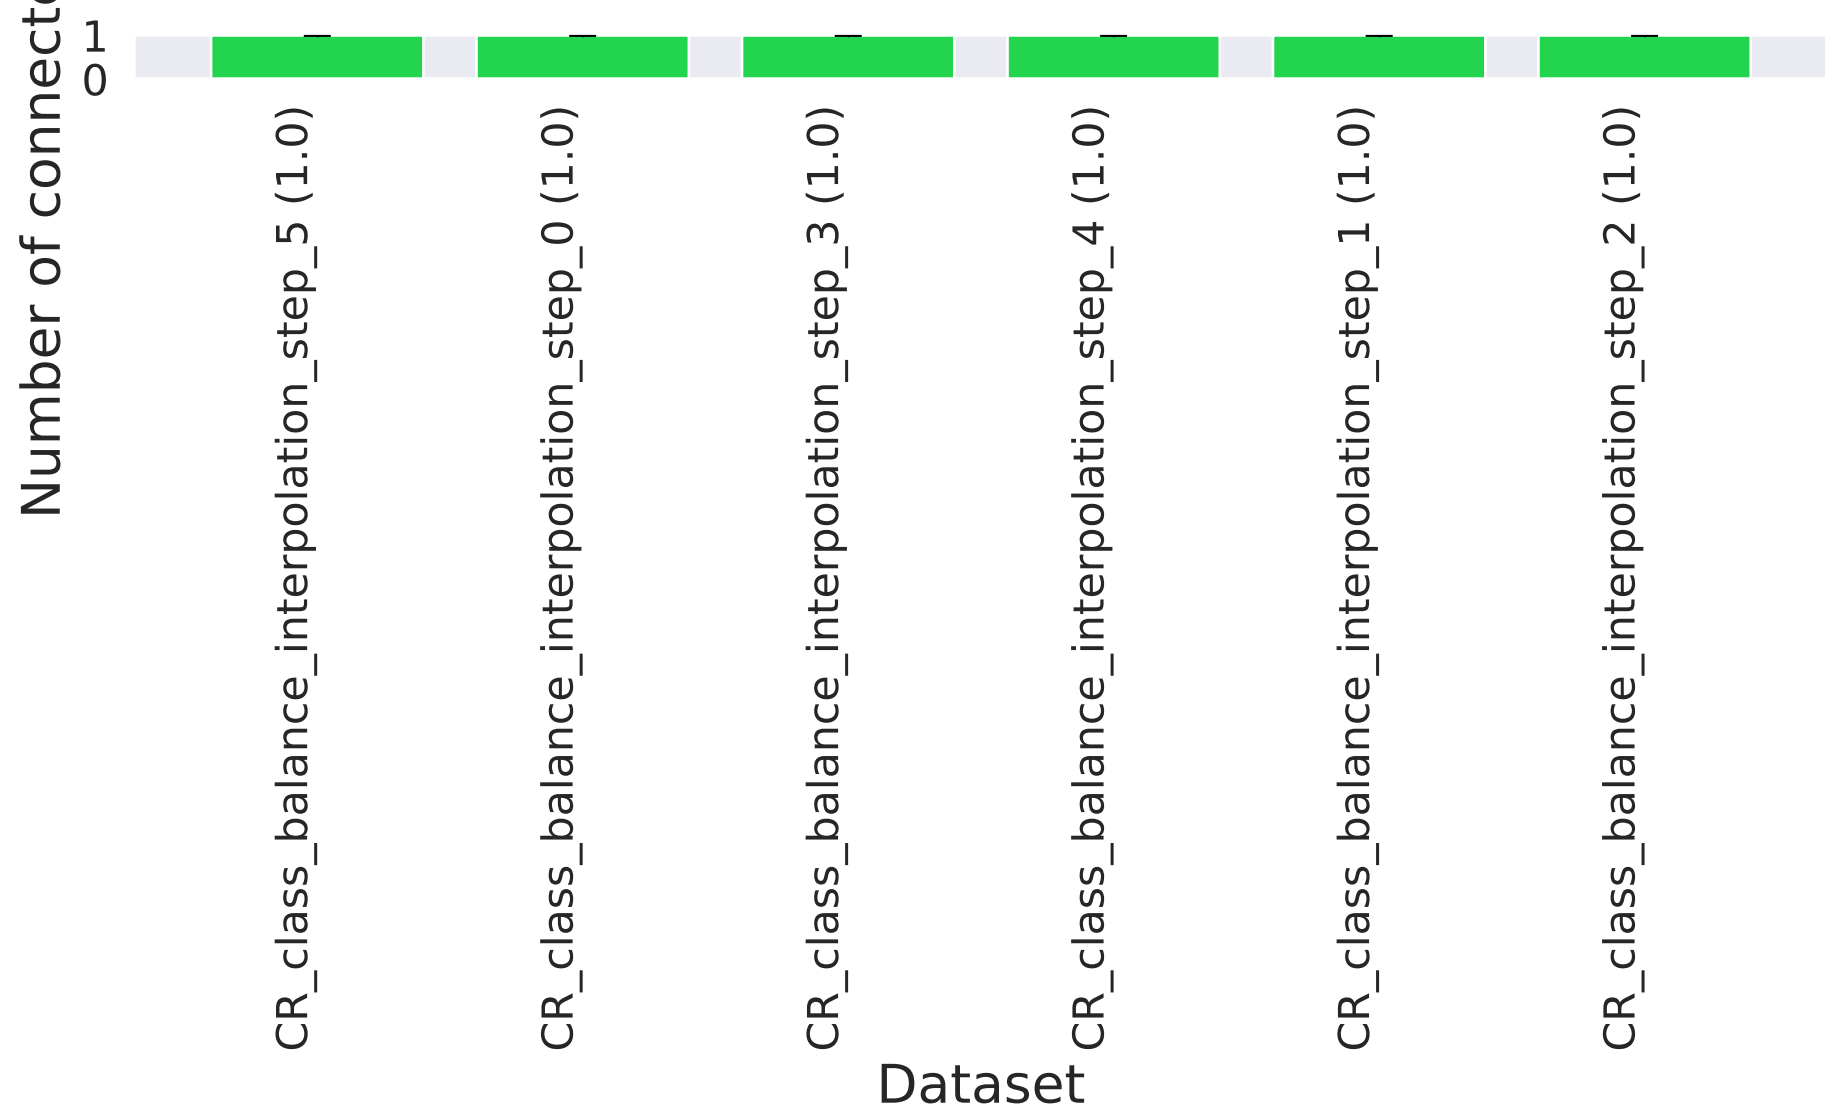 Number of
1
0
CR_class_balance_interpolation_step_5 (1.0)
CR_class_balance_interpolation_step_0 (1.0)
CR_class_balance_interpolation_step_3 (1.0)
CR_class_balance_interpolation_step_4 (1.0)
CR_class_balance_interpolation_step_1 (1.0)
CR_class_balance_interpolation_step_2 (1.0)
Dataset